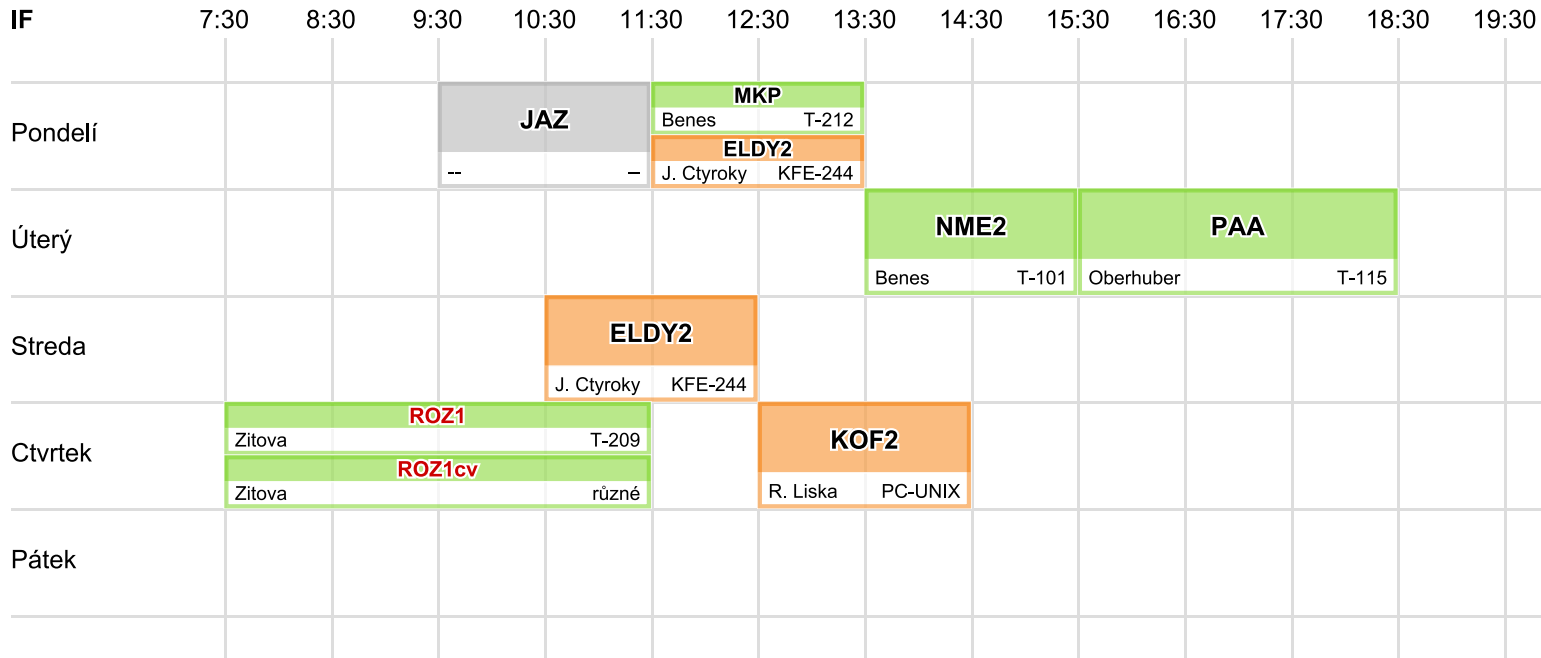 IF 7:30 8:30 9:30 10:30 11:30 12:30 13:30 14:30 15:30 16:30 17:30 18:30 19:30
Pondelí
JAZ
-- –
MKP
Benes T-212
ELDY2
J. Ctyroky KFE-244
Úterý
NME2
Benes T-101
PAA
Oberhuber T-115
Streda
ELDY2
J. Ctyroky KFE-244
Ctvrtek
ROZ1
Zitova T-209
ROZ1cv
Zitova různé
KOF2
R. Liska PC-UNIX
Pátek